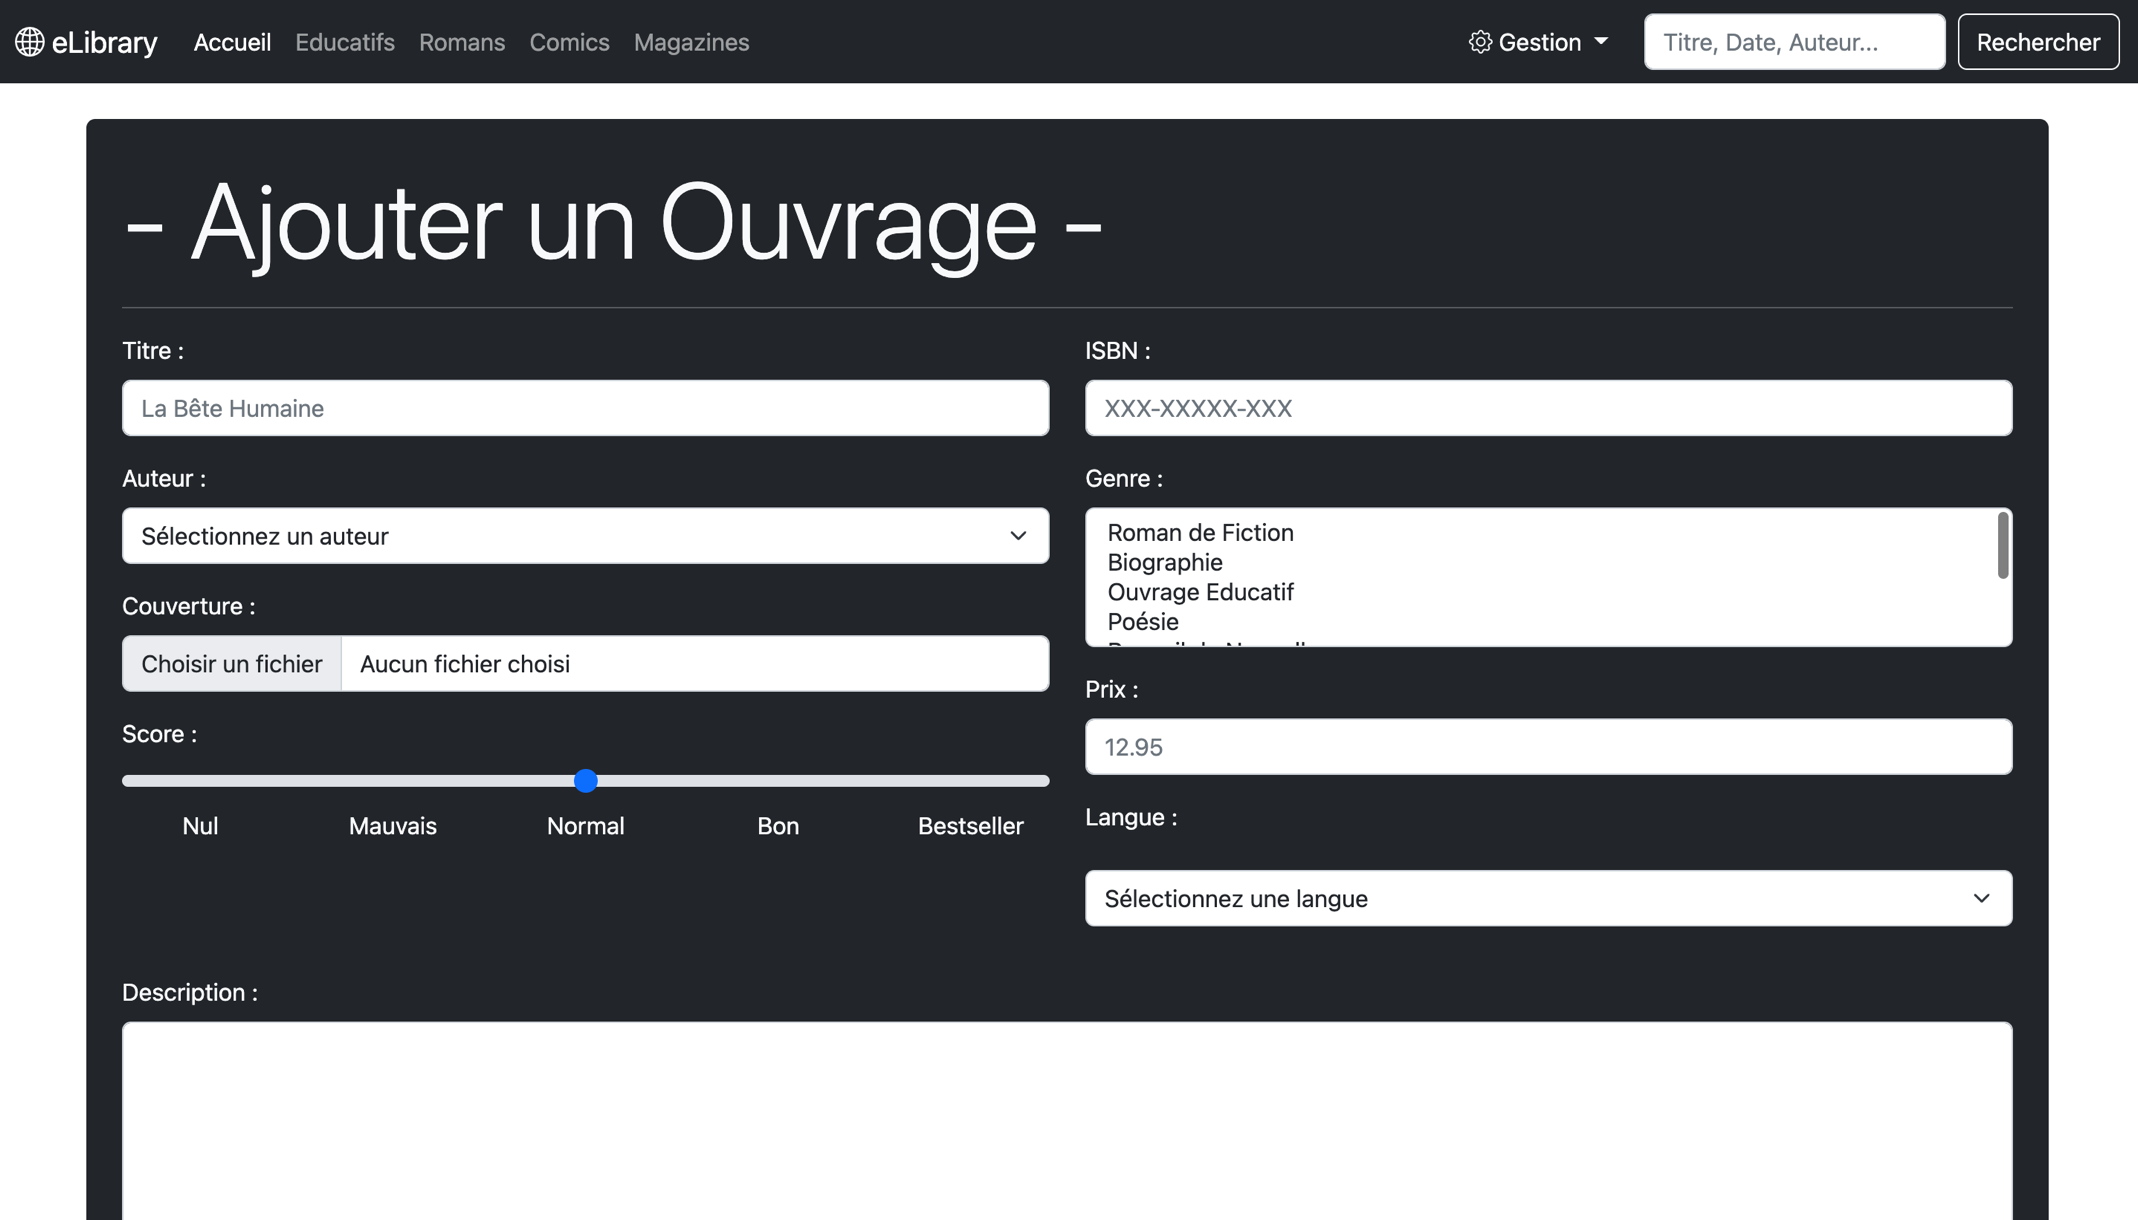 eLibrary Accueil Educatifs Romans Comics Magazines Gestion Titre, Date, Auteur... Rechercher
- Ajouter un Ouvrage -
Titre :
La Bête Humaine
ISBN :
XXX-XXXXX-XXX
Auteur :
Sélectionnez un auteur
Genre :
Roman de Fiction
Biographie
Ouvrage Educatif
Poésie
Couverture :
Choisir un fichier Aucun fichier choisi
Prix :
12.95
Score :
Nul Mauvais Normal Bon Bestseller
Langue :
Sélectionnez une langue
Description :